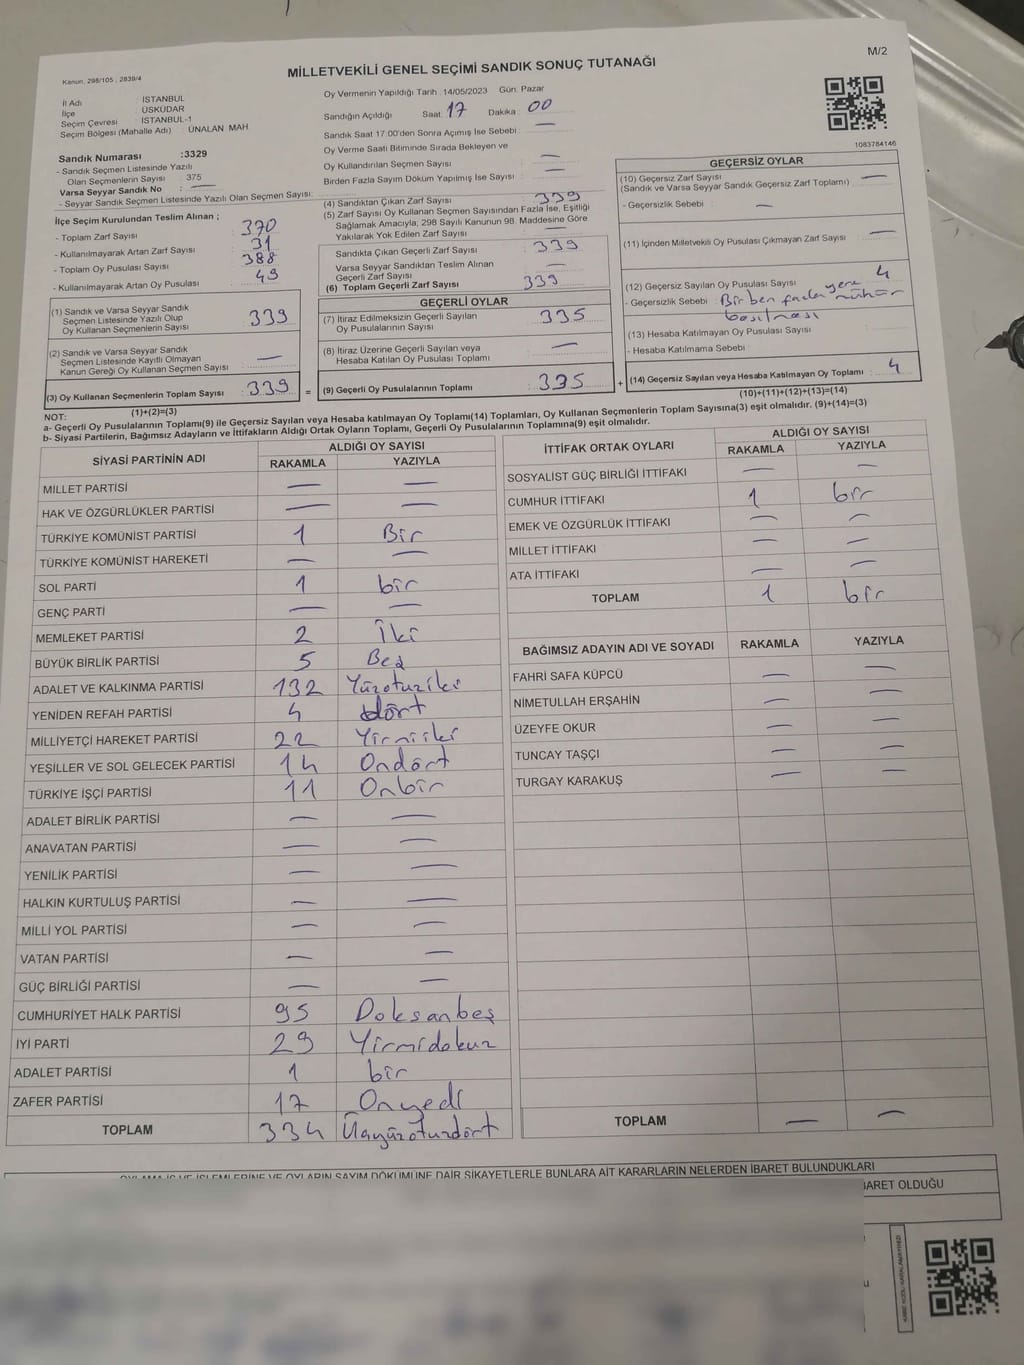 M/2
Kanun, 298/105, 2839/4
MİLLETVEKİLİ GENEL SEÇİMİ SANDIK SONUÇ TUTANAĞI
İl Adı : İSTANBUL
İlçe : ÜSKÜDAR
Seçim Çevresi : İSTANBUL-1
Seçim Bölgesi (Mahalle Adı) : ÜNALAN MAH
Sandık Numarası :3329
- Sandık Seçmen Listesinde Yazılı
Olan Seçmenlerin Sayısı : 375
Varsa Seyyar Sandık No : —
- Seyyar Sandık Seçmen Listesinde Yazılı Olan Seçmen Sayısı:
İlçe Seçim Kurulundan Teslim Alınan ;
- Toplam Zarf Sayısı : 370
- Kullanılmayarak Artan Zarf Sayısı : 31
- Toplam Oy Pusulası Sayısı : 388
- Kullanılmayarak Artan Oy Pusulası : 49
Oy Vermenin Yapıldığı Tarih 14/05/2023 Gün: Pazar
Sandığın Açıldığı Saat: 17 Dakika: 00
Sandık Saat 17:00'den Sonra Açımış İse Sebebi : —
Oy Verme Saati Bitiminde Sırada Bekleyen ve
Oy Kullandırılan Seçmen Sayısı : —
Birden Fazla Sayım Döküm Yapılmış İse Sayısı : —
(4) Sandıktan Çıkan Zarf Sayısı : 339
(5) Zarf Sayısı Oy Kullanan Seçmen Sayısından Fazla İse, Eşitliği
Sağlamak Amacıyla; 298 Sayılı Kanunun 98. Maddesine Göre
Yakılarak Yok Edilen Zarf Sayısı : —
Sandıkta Çıkan Geçerli Zarf Sayısı : 339
Varsa Seyyar Sandıktan Teslim Alınan
Geçerli Zarf Sayısı : —
(6) Toplam Geçerli Zarf Sayısı : 339
1083784146
GEÇERSİZ OYLAR
(10) Geçersiz Zarf Sayısı : —
(Sandık ve Varsa Seyyar Sandık Geçersiz Zarf Toplamı)
- Geçersizlik Sebebi : —
(11) İçinden Milletvekili Oy Pusulası Çıkmayan Zarf Sayısı : —
(12) Geçersiz Sayılan Oy Pusulası Sayısı : 4
- Geçersizlik Sebebi : Birden fazla yere mühür
basılması
(13) Hesaba Katılmayan Oy Pusulası Sayısı :
- Hesaba Katılmama Sebebi :
(14) Geçersiz Sayılan veya Hesaba Katılmayan Oy Toplamı : 4
(10)+(11)+(12)+(13)=(14)
(1) Sandık ve Varsa Seyyar Sandık
Seçmen Listesinde Yazılı Olup
Oy Kullanan Seçmenlerin Sayısı : 339
(2) Sandık ve Varsa Seyyar Sandık
Seçmen Listesinde Kayıtlı Olmayan
Kanun Gereği Oy Kullanan Seçmen Sayısı : —
(3) Oy Kullanan Seçmenlerin Toplam Sayısı : 339 =
(1)+(2)=(3)
GEÇERLİ OYLAR
(7) İtiraz Edilmeksizin Geçerli Sayılan
Oy Pusulalarının Sayısı : 335
(8) İtiraz Üzerine Geçerli Sayılan veya
Hesaba Katılan Oy Pusulası Toplamı : —
(9) Geçerli Oy Pusulalarının Toplamı : 335 +
NOT:
a- Geçerli Oy Pusulalarının Toplamı(9) ile Geçersiz Sayılan veya Hesaba katılmayan Oy Toplamı(14) Toplamları, Oy Kullanan Seçmenlerin Toplam Sayısına(3) eşit olmalıdır. (9)+(14)=(3)
b- Siyasi Partilerin, Bağımsız Adayların ve İttifakların Aldığı Ortak Oyların Toplamı, Geçerli Oy Pusulalarının Toplamına(9) eşit olmalıdır.
SİYASİ PARTİNİN ADI ALDIĞI OY SAYISI
RAKAMLA YAZIYLA
MİLLET PARTİSİ — —
HAK VE ÖZGÜRLÜKLER PARTİSİ — —
TÜRKİYE KOMÜNİST PARTİSİ 1 Bir
TÜRKİYE KOMÜNİST HAREKETİ — —
SOL PARTİ 1 bir
GENÇ PARTİ — —
MEMLEKET PARTİSİ 2 İki
BÜYÜK BİRLİK PARTİSİ 5 Beş
ADALET VE KALKINMA PARTİSİ 132 Yüzotuziki
YENİDEN REFAH PARTİSİ 4 dört
MİLLİYETÇİ HAREKET PARTİSİ 22 Yirmiiki
YEŞİLLER VE SOL GELECEK PARTİSİ 14 Ondört
TÜRKİYE İŞÇİ PARTİSİ 11 Onbir
ADALET BİRLİK PARTİSİ — —
ANAVATAN PARTİSİ — —
YENİLİK PARTİSİ — —
HALKIN KURTULUŞ PARTİSİ — —
MİLLİ YOL PARTİSİ — —
VATAN PARTİSİ — —
GÜÇ BİRLİĞİ PARTİSİ — —
CUMHURİYET HALK PARTİSİ 95 Doksanbeş
İYİ PARTİ 29 Yirmidokuz
ADALET PARTİSİ 1 bir
ZAFER PARTİSİ 17 Onyedi
TOPLAM 334 Üçyüzotuzdört
İTTİFAK ORTAK OYLARI ALDIĞI OY SAYISI
RAKAMLA YAZIYLA
SOSYALİST GÜÇ BİRLİĞİ İTTİFAKI — —
CUMHUR İTTİFAKI 1 bir
EMEK VE ÖZGÜRLÜK İTTİFAKI — —
MİLLET İTTİFAKI — —
ATA İTTİFAKI — —
TOPLAM 1 bir
BAĞIMSIZ ADAYIN ADI VE SOYADI RAKAMLA YAZIYLA
FAHRİ SAFA KÜPCÜ — —
NİMETULLAH ERŞAHİN — —
ÜZEYFE OKUR — —
TUNCAY TAŞÇI — —
TURGAY KARAKUŞ — —
TOPLAM — —
OYLAMA İŞ VE İŞLEMLERİNE VE OYLARIN SAYIM DÖKÜMÜNE DAİR ŞİKAYETLERLE BUNLARA AİT KARARLARIN NELERDEN İBARET BULUNDUKLARI
İBARET OLDUĞU